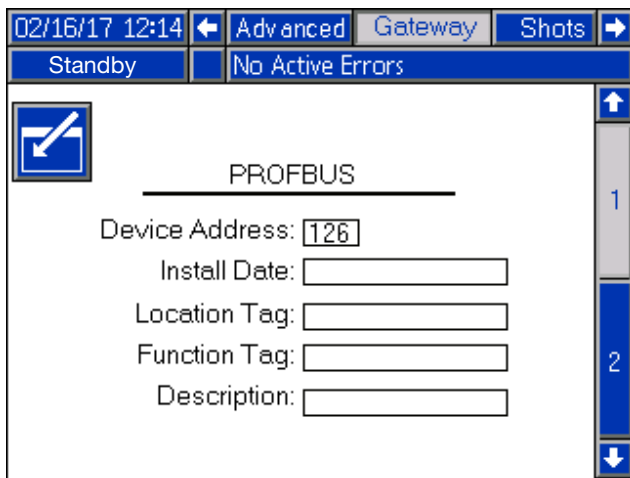 02/16/17 12:14 Advanced Gateway Shots
Standby No Active Errors
PROFBUS
1
Device Address: 126
Install Date:
Location Tag:
Function Tag:
2
Description: